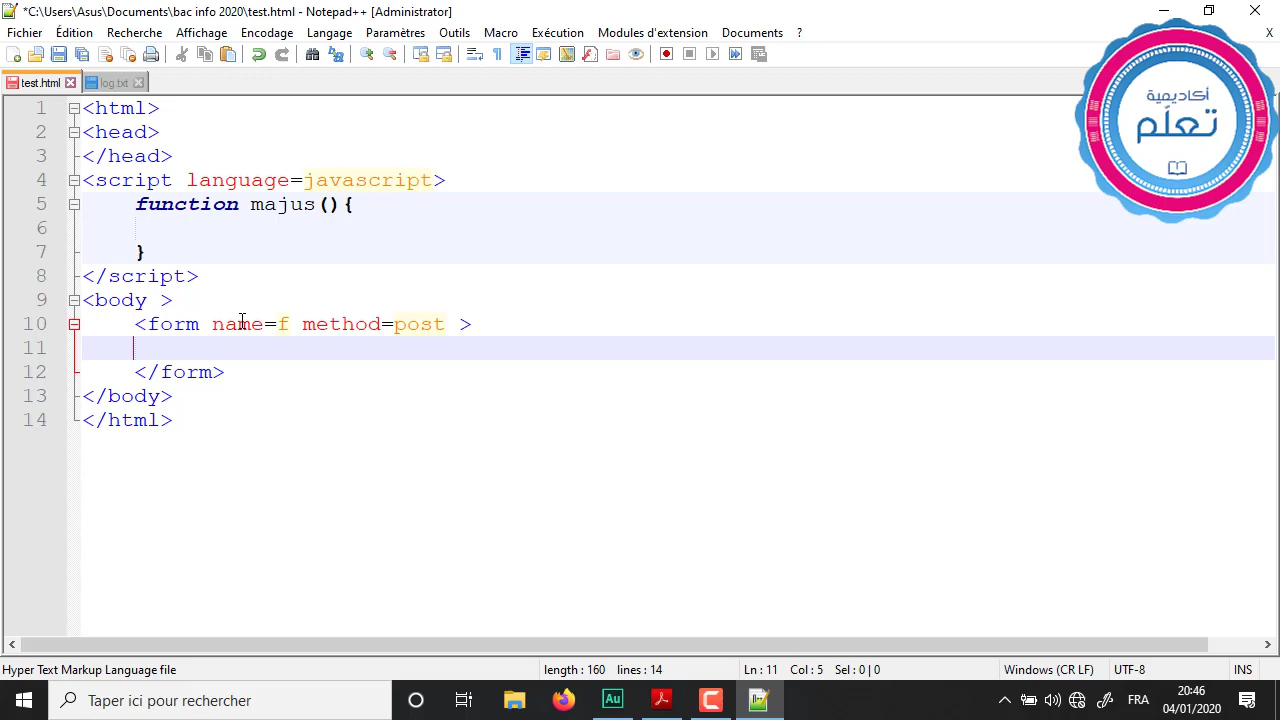 *C:\Users\Asus\Documents\bac info 2020\test.html - Notepad++ [Administrator]
Fichier Édition Recherche Affichage Encodage Langage Paramètres Outils Macro Exécution Modules d'extension Documents ? X
test.html log.txt
أكاديمية
تعلّم
1 <html>
2 <head>
3 </head>
4 <script language=javascript>
5 function majus(){
6
7 }
8 </script>
9 <body >
10 <form name=f method=post >
11
12 </form>
13 </body>
14 </html>
Hyper Text Markup Language file length : 160 lines : 14 Ln : 11 Col : 5 Sel : 0 | 0 Windows (CR LF) UTF-8 INS
Taper ici pour rechercher Au FRA 20:46
04/01/2020